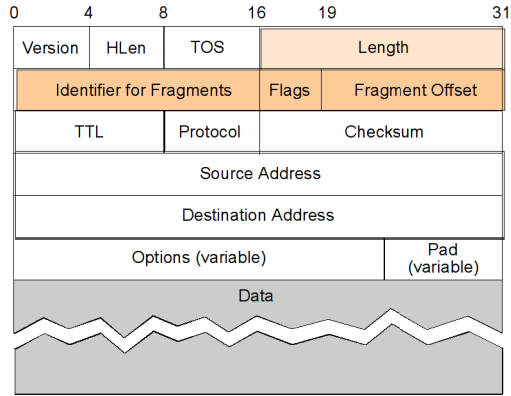 0 4 8 16 19 31
Version HLen TOS Length
Identifier for Fragments Flags Fragment Offset
TTL Protocol Checksum
Source Address
Destination Address
Options (variable) Pad
(variable)
Data